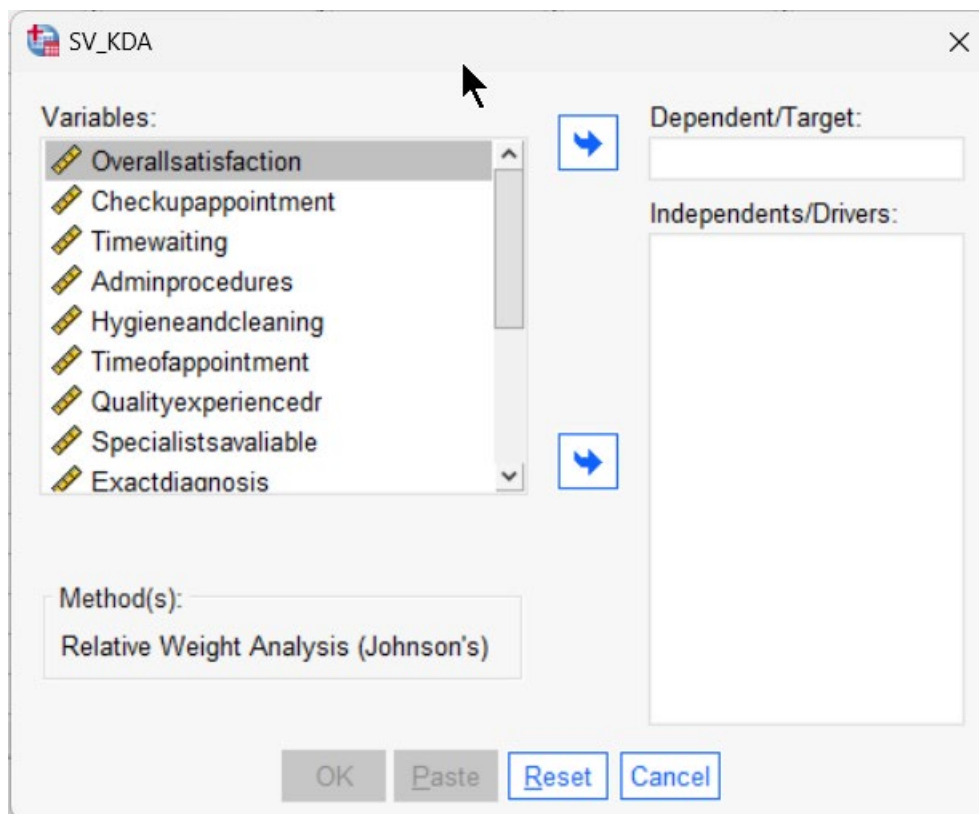 SV_KDA
Variables:
Overallsatisfaction
Checkupappointment
Timewaiting
Adminprocedures
Hygieneandcleaning
Timeofappointment
Qualityexperiencedr
Specialistsavaliable
Exactdiagnosis
Dependent/Target:
Independents/Drivers:
Method(s):
Relative Weight Analysis (Johnson's)
OK Paste Reset Cancel